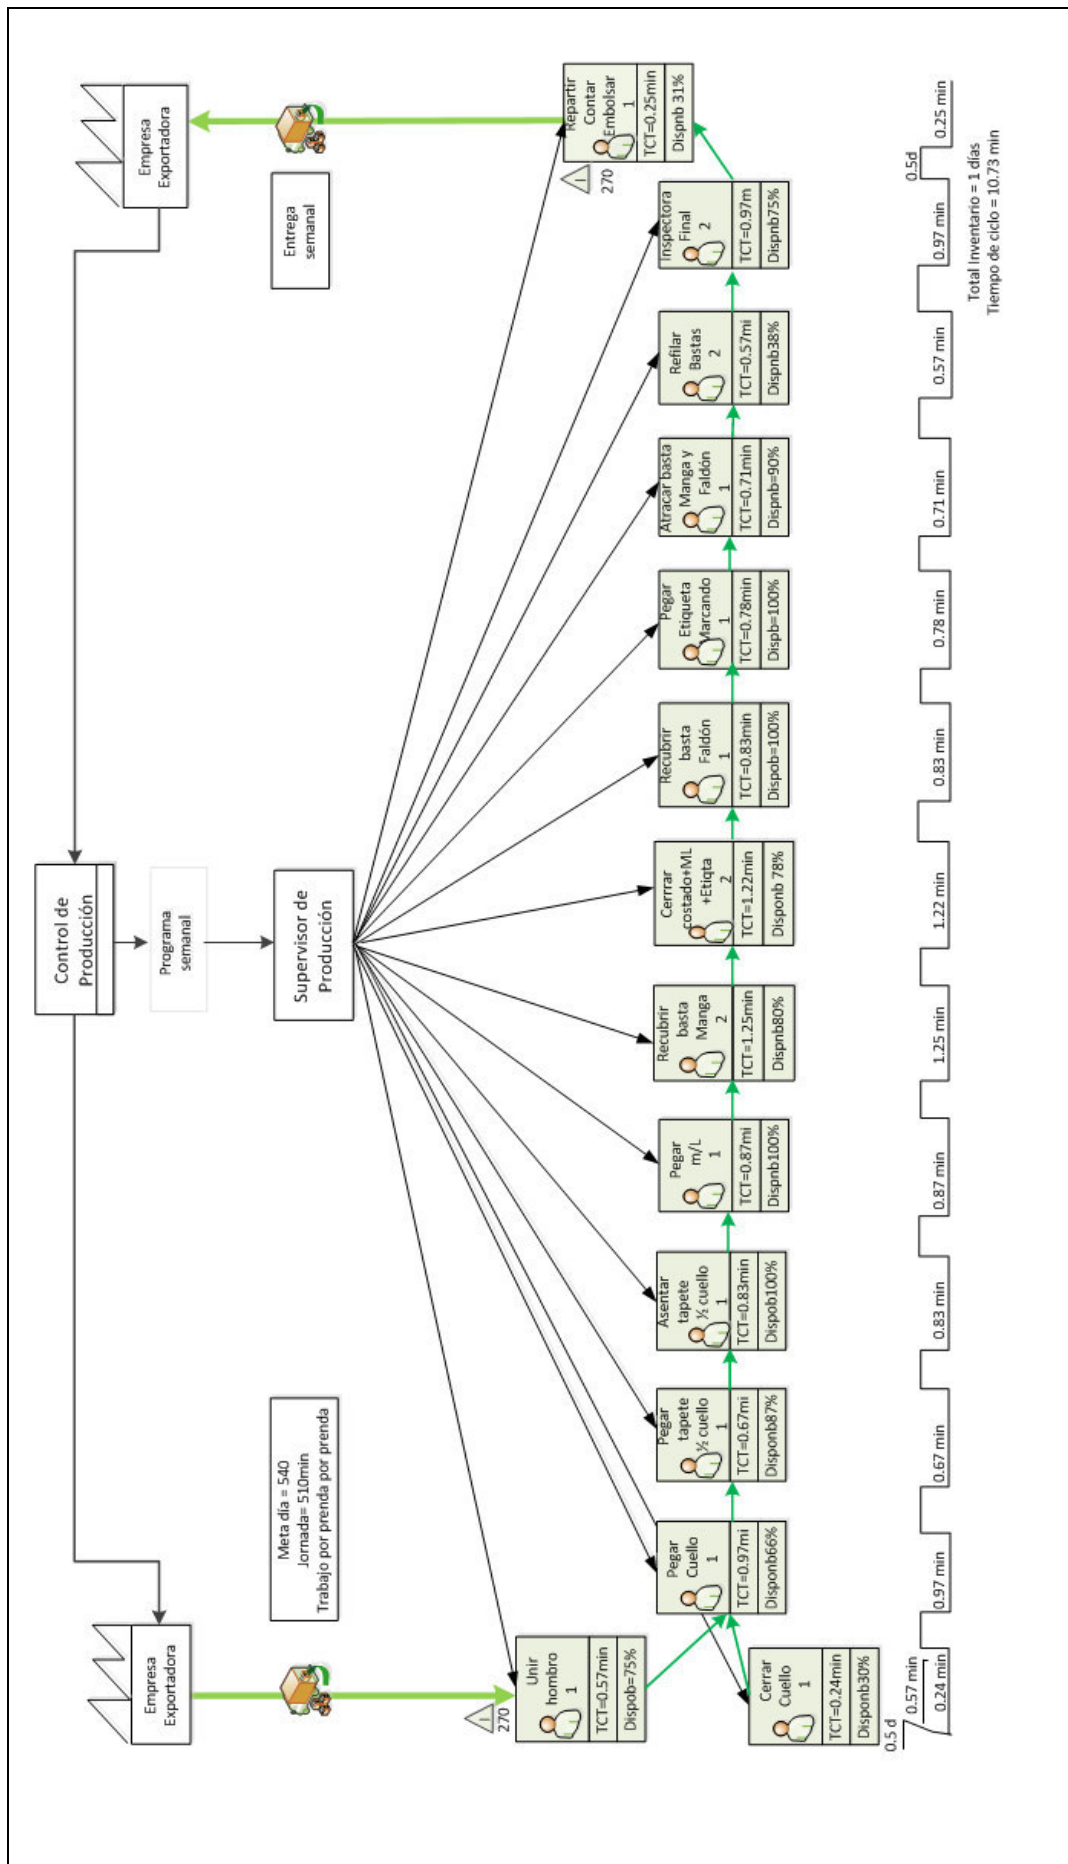 Empresa
Exportadora
Control de
Producción
Empresa
Exportadora
Programa
semanal
Meta día = 540
Jornada= 510min
Trabajo por prenda por prenda
Supervisor de
Producción
Entrega
semanal
I
270
Unir
hombro
1
TCT=0.57min
Dispob=75%
Cerrar
Cuello
1
TCT=0.24min
Disponb30%
Pegar
Cuello
1
TCT=0.97mi
Disponb66%
Pegar
tapete
½ cuello
1
TCT=0.67mi
Disponb87%
Asentar
tapete
½ cuello
1
TCT=0.83min
Dispob100%
Pegar
m/L
1
TCT=0.87mi
Dispnb100%
Recubrir
basta
Manga
2
TCT=1.25min
Dispnb80%
Cerrrar
costado+ML
+Etiqta
2
TCT=1.22min
Disponb 78%
Recubrir
basta
Faldón
1
TCT=0.83min
Dispob=100%
Pegar
Etiqueta
Marcando
1
TCT=0.78min
Dispb=100%
Atracar basta
Manga y
Faldón
1
TCT=0.71min
Dispnb=90%
Refilar
Bastas
2
TCT=0.57mi
Dispnb38%
Inspectora
Final
2
TCT=0.97m
Dispnb75%
I
270
Repartir
Contar
Embolsar
1
TCT=0.25min
Dispnb 31%
0.5 d
0.57 min
0.24 min
0.97 min
0.67 min
0.83 min
0.87 min
1.25 min
1.22 min
0.83 min
0.78 min
0.71 min
0.57 min
0.97 min
0.5d
0.25 min
Total Inventario = 1 días
Tiempo de ciclo = 10.73 min